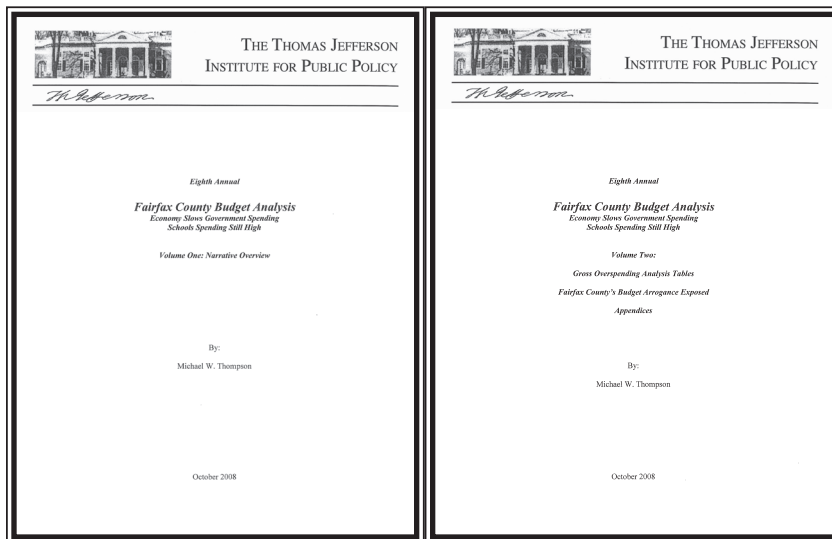 THE THOMAS JEFFERSON
INSTITUTE FOR PUBLIC POLICY
Th Jefferson
Eighth Annual
Fairfax County Budget Analysis
Economy Slows Government Spending
Schools Spending Still High
Volume One: Narrative Overview
By:
Michael W. Thompson
October 2008
THE THOMAS JEFFERSON
INSTITUTE FOR PUBLIC POLICY
Th Jefferson
Eighth Annual
Fairfax County Budget Analysis
Economy Slows Government Spending
Schools Spending Still High
Volume Two:
Gross Overspending Analysis Tables
Fairfax County's Budget Arrogance Exposed
Appendices
By:
Michael W. Thompson
October 2008